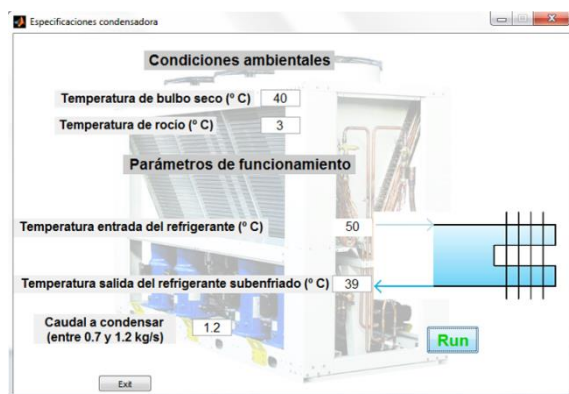 Especificaciones condensadora
Condiciones ambientales
Temperatura de bulbo seco (º C) 40
Temperatura de rocío (º C) 3
Parámetros de funcionamiento
Temperatura entrada del refrigerante (º C) 50
Temperatura salida del refrigerante subenfriado (º C) 39
Caudal a condensar
(entre 0.7 y 1.2 kg/s) 1.2
Run
Exit